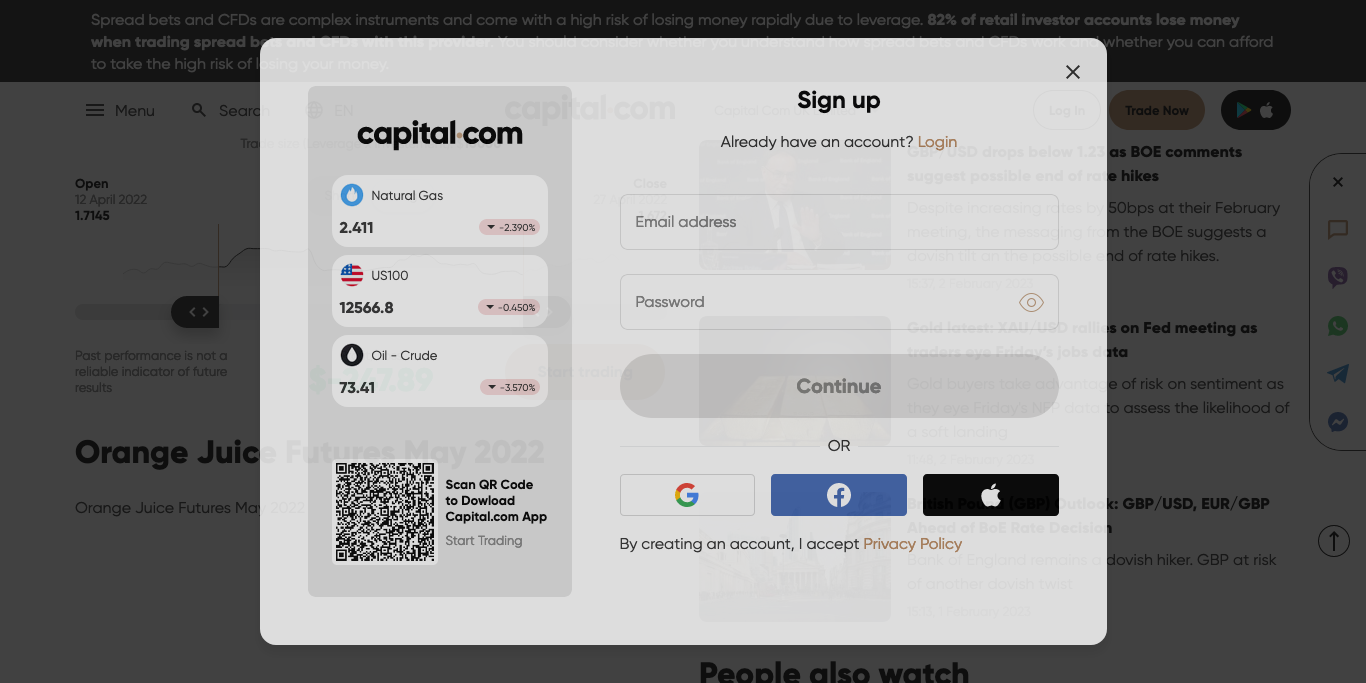 Spread bets and CFDs are complex instruments and come with a high risk of losing money rapidly due to leverage. 82% of retail investor accounts lose money
when trading spread bets and CFDs with this provider. You should consider whether you understand how spread bets and CFDs work and whether you can afford
to take the high risk of losing your money.
Menu
Search
EN
capital.com
Log In
Trade Now
Open
12 April 2022
1.7145
Close
Past performance is not a
reliable indicator of future
results
Start trading
Orange Juice Futures May 2022
Orange Juice Futures May 2022
capital.com
Natural Gas
2.411
-2.390%
US100
12566.8
-0.450%
Oil - Crude
73.41
-3.570%
Scan QR Code
to Dowload
Capital.com App
Start Trading
Sign up
Already have an account? Login
Email address
Password
Continue
OR
By creating an account, I accept Privacy Policy
GBP/USD drops below 1.23 as BOE comments
suggest possible end of rate hikes
Despite increasing rates by 50bps at their February
meeting, the messaging from the BOE suggests a
dovish tilt on the possible end of rate hikes.
Gold latest: XAU/USD rallies on Fed meeting as
traders eye Friday's jobs data
Gold buyers take advantage of risk on sentiment as
they eye Friday's NFP data to assess the likelihood of
a soft landing
British Pound (GBP) Outlook: GBP/USD, EUR/GBP
Ahead of BoE Rate Decision
Bank of England remains a dovish hiker. GBP at risk
of another dovish twist
People also watch